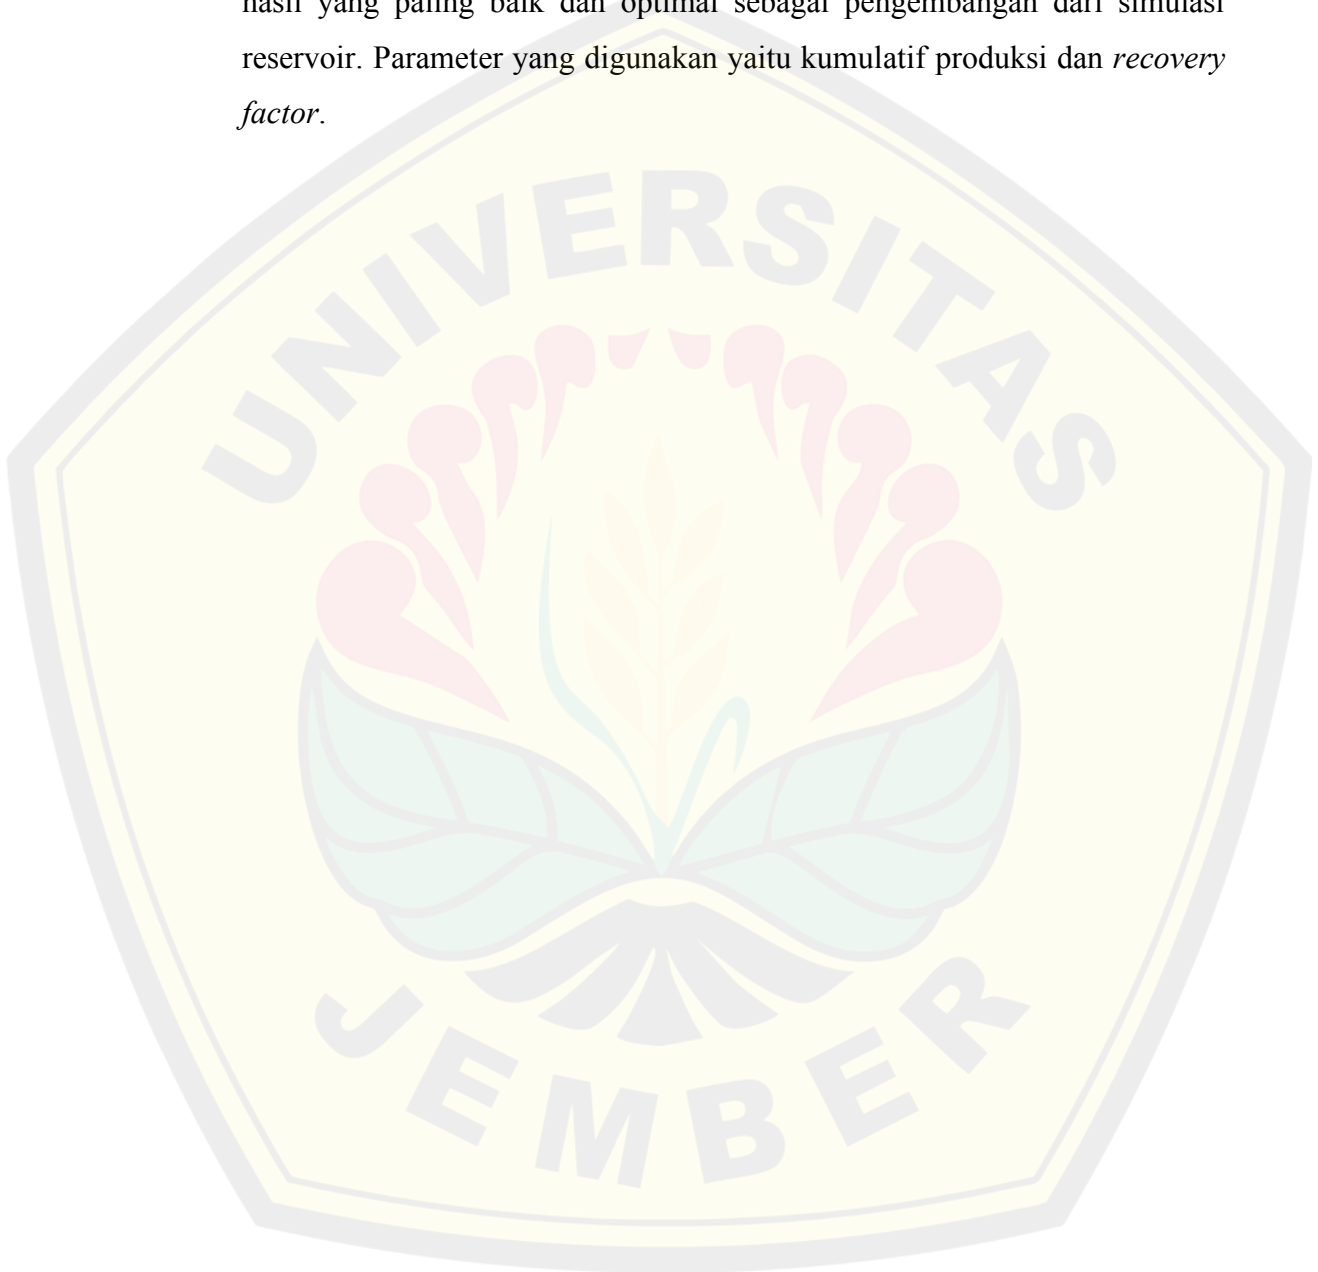 hasil yang paling baik dan optimal sebagai pengembangan dari simulasi
reservoir. Parameter yang digunakan yaitu kumulatif produksi dan recovery
factor.
UNIVERSITAS
JEMBER